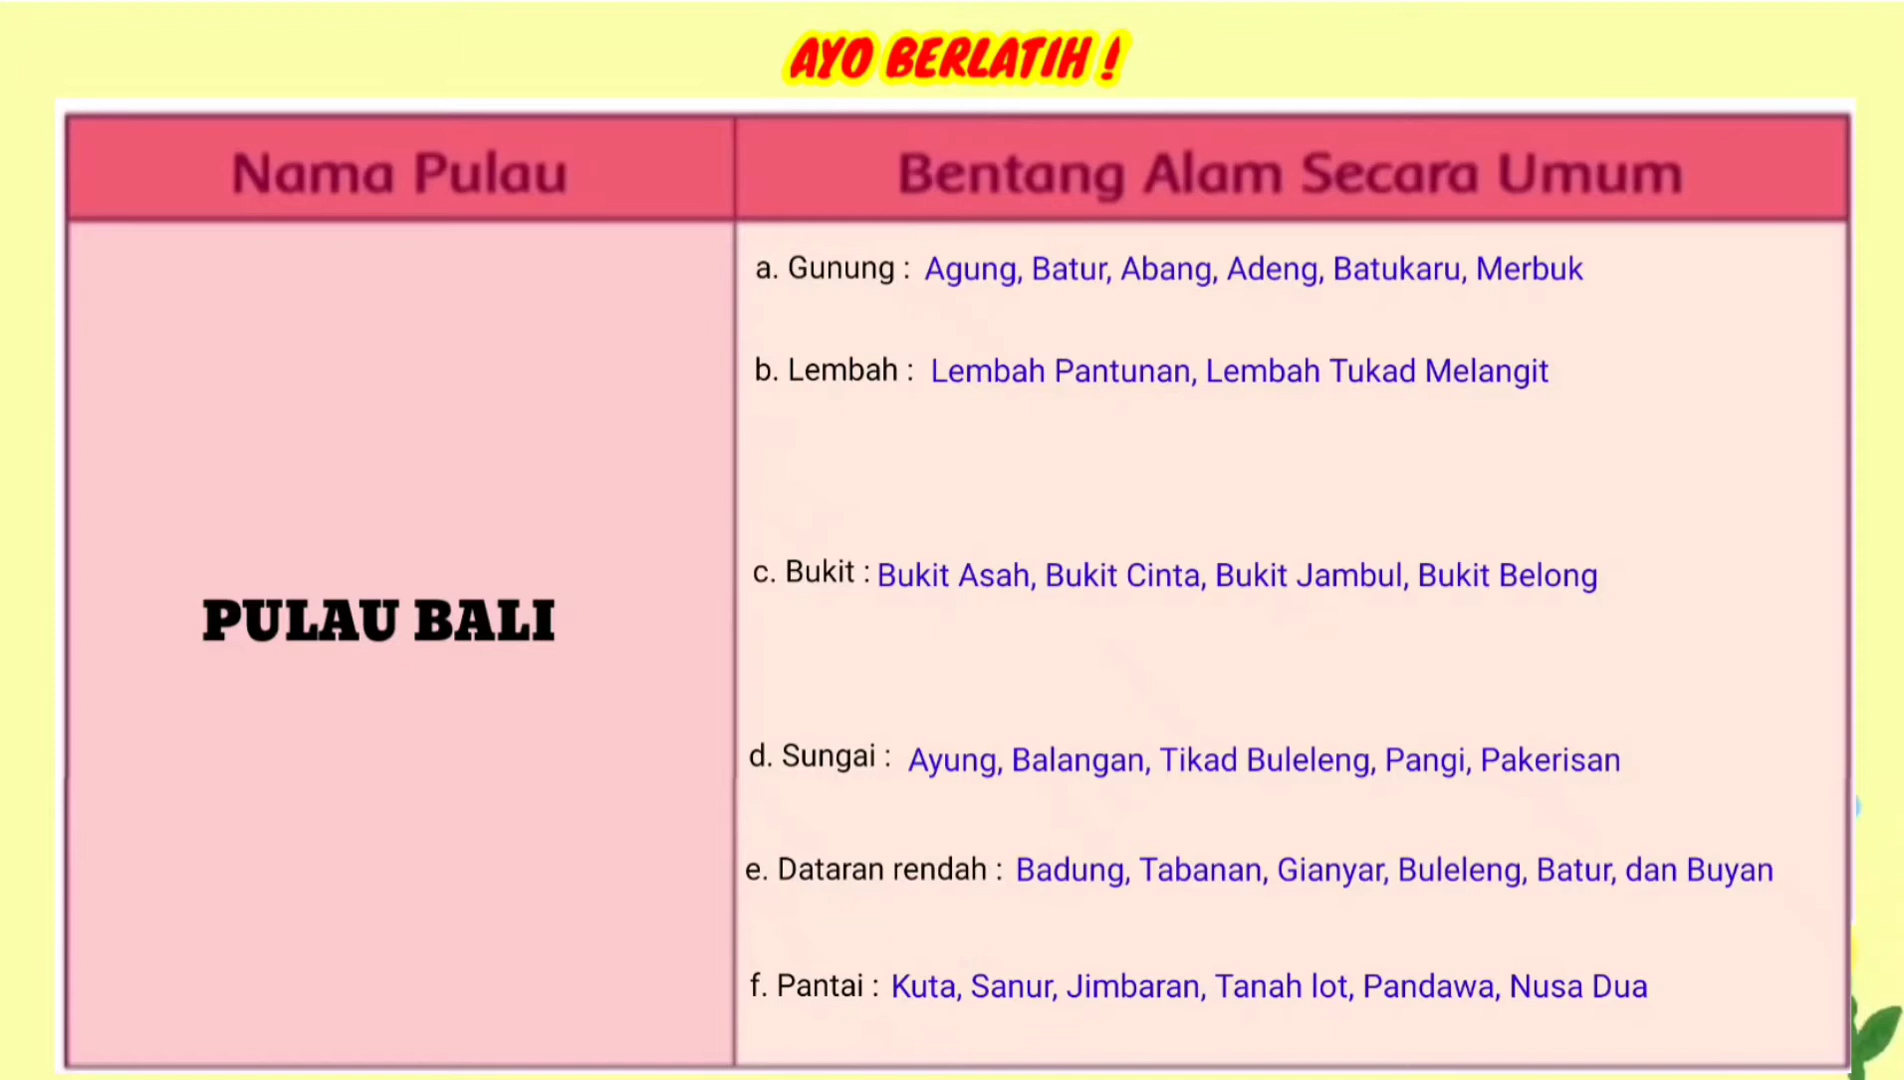 AYO BERLATIH !
Nama Pulau
Bentang Alam Secara Umum
PULAU BALI
a. Gunung : Agung, Batur, Abang, Adeng, Batukaru, Merbuk
b. Lembah : Lembah Pantunan, Lembah Tukad Melangit
c. Bukit : Bukit Asah, Bukit Cinta, Bukit Jambul, Bukit Belong
d. Sungai : Ayung, Balangan, Tikad Buleleng, Pangi, Pakerisan
e. Dataran rendah : Badung, Tabanan, Gianyar, Buleleng, Batur, dan Buyan
f. Pantai : Kuta, Sanur, Jimbaran, Tanah lot, Pandawa, Nusa Dua